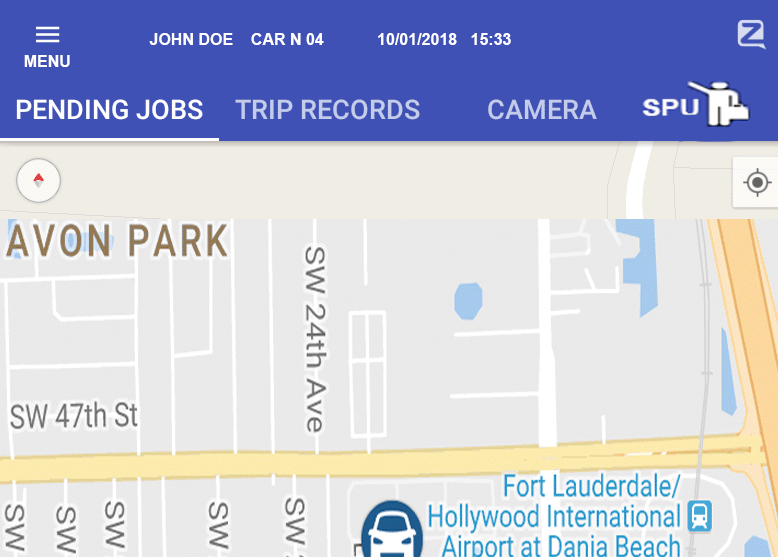 JOHN DOE CAR N 04 10/01/2018 15:33
MENU
PENDING JOBS TRIP RECORDS CAMERA SPU
AVON PARK
SW 24th Ave
SW 47th St
Fort Lauderdale/
Hollywood International
Airport at Dania Beach
SW
SW
SW
SW
SW